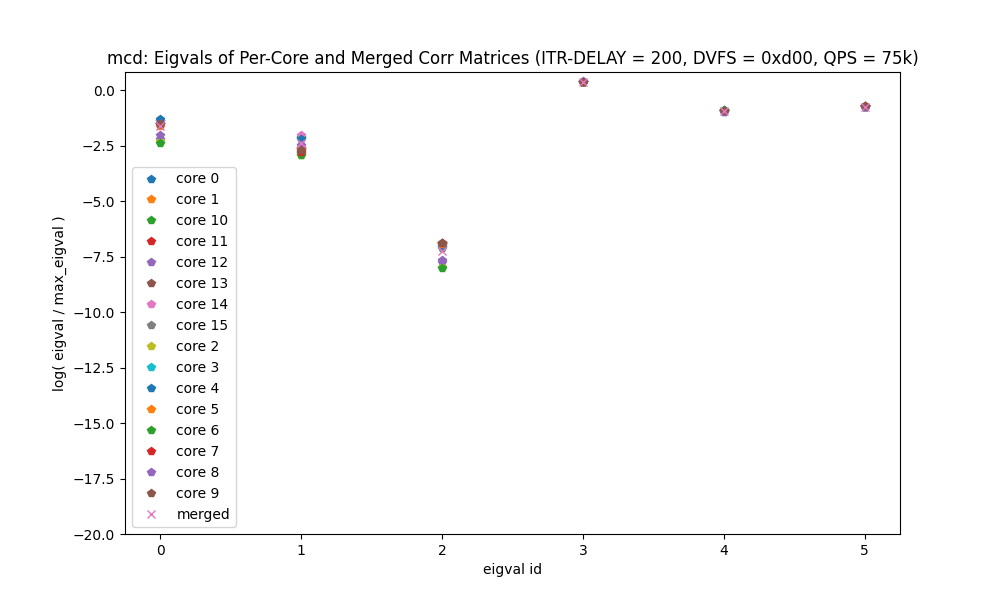 mcd: Eigvals of Per-Core and Merged Corr Matrices (ITR-DELAY = 200, DVFS = 0xd00, QPS = 75k)
log( eigval / max_eigval )
0.0
−2.5
−5.0
−7.5
−10.0
−12.5
−15.0
−17.5
−20.0
core 0
core 1
core 10
core 11
core 12
core 13
core 14
core 15
core 2
core 3
core 4
core 5
core 6
core 7
core 8
core 9
merged
0 1 2 3 4 5
eigval id